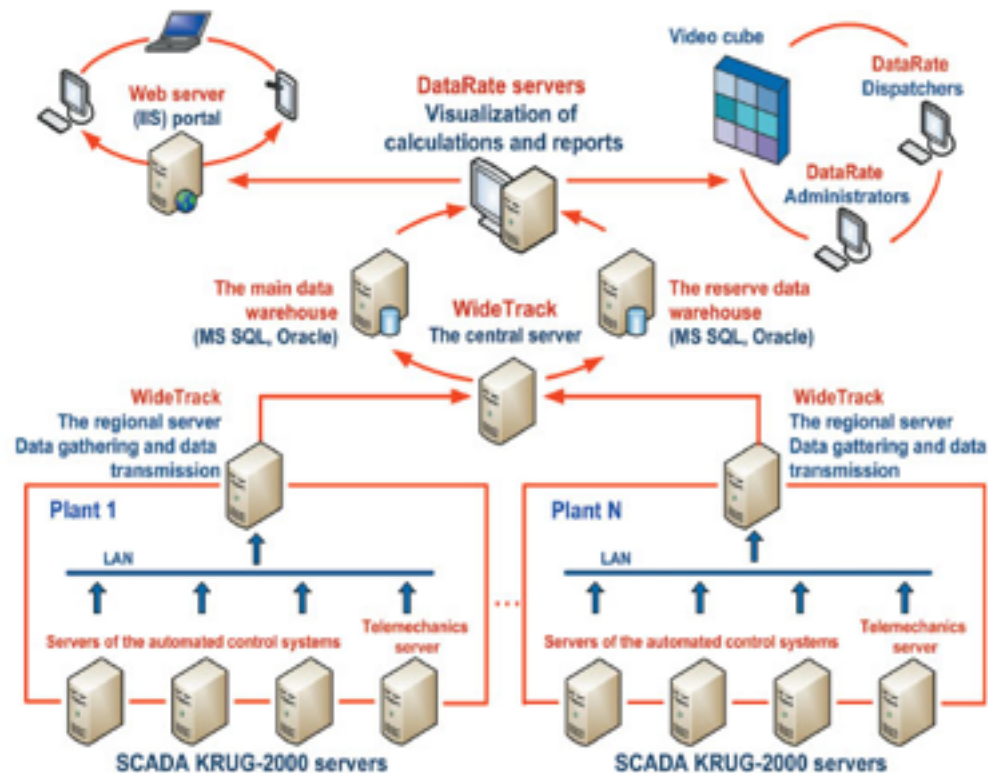 Web server
(IIS) portal
DataRate servers
Visualization of
calculations and reports
Video cube
DataRate
Dispatchers
DataRate
Administrators
The main data
warehouse
(MS SQL, Oracle)
WideTrack
The central server
The reserve data
warehouse
(MS SQL, Oracle)
WideTrack
The regional server
Data gathering and data
transmission
WideTrack
The regional server
Data gattering and data
transmission
Plant 1
LAN
Servers of the automated control systems
Telemechanics
server
SCADA KRUG-2000 servers
...
Plant N
LAN
Servers of the automated control systems
Telemechanics
server
SCADA KRUG-2000 servers